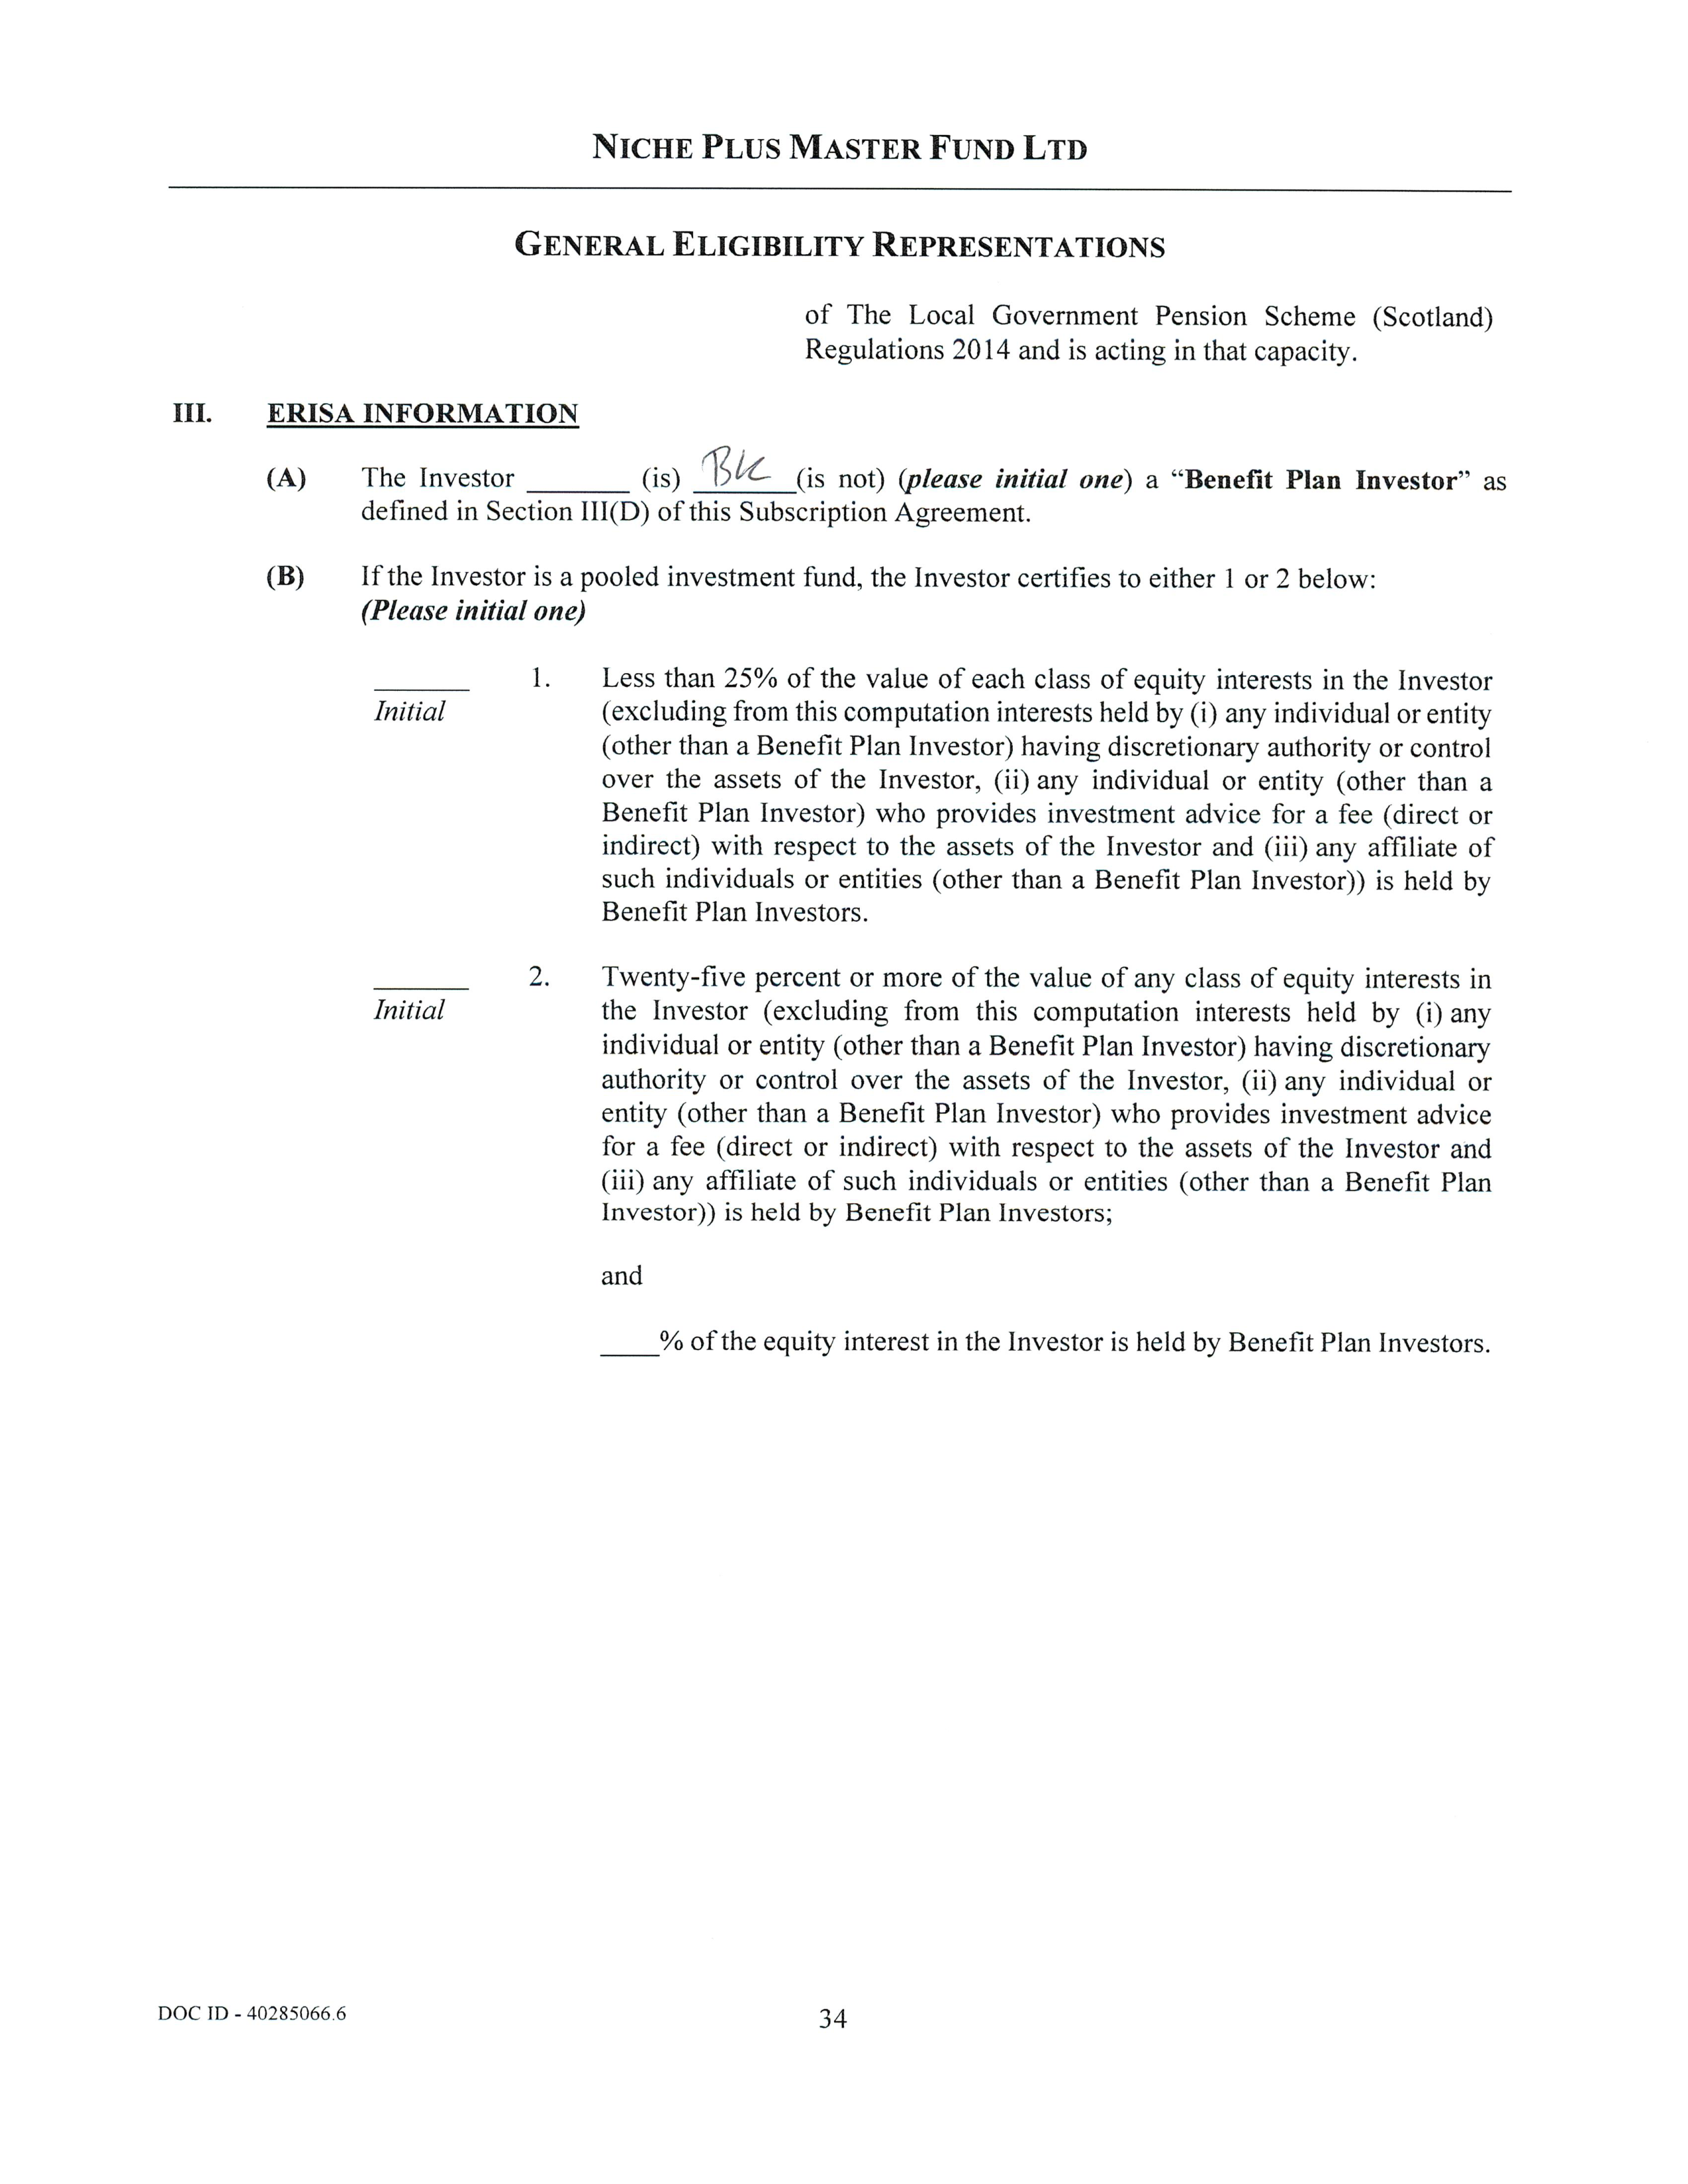 NICHE PLUS MASTER FUND LTD
GENERAL ELIGIBILITY REPRESENTATIONS
of The Local Government Pension Scheme (Scotland)
Regulations 2014 and is acting in that capacity.
III. ERISA INFORMATION
(A) The Investor _______ (is) BK (is not) (please initial one) a “Benefit Plan Investor” as
defined in Section III(D) of this Subscription Agreement.
(B) If the Investor is a pooled investment fund, the Investor certifies to either 1 or 2 below:
(Please initial one)
______ 1. Less than 25% of the value of each class of equity interests in the Investor
Initial (excluding from this computation interests held by (i) any individual or entity
(other than a Benefit Plan Investor) having discretionary authority or control
over the assets of the Investor, (ii) any individual or entity (other than a
Benefit Plan Investor) who provides investment advice for a fee (direct or
indirect) with respect to the assets of the Investor and (iii) any affiliate of
such individuals or entities (other than a Benefit Plan Investor)) is held by
Benefit Plan Investors.
______ 2. Twenty-five percent or more of the value of any class of equity interests in
Initial the Investor (excluding from this computation interests held by (i) any
individual or entity (other than a Benefit Plan Investor) having discretionary
authority or control over the assets of the Investor, (ii) any individual or
entity (other than a Benefit Plan Investor) who provides investment advice
for a fee (direct or indirect) with respect to the assets of the Investor and
(iii) any affiliate of such individuals or entities (other than a Benefit Plan
Investor)) is held by Benefit Plan Investors;
and
____% of the equity interest in the Investor is held by Benefit Plan Investors.
DOC ID - 40285066.6 34